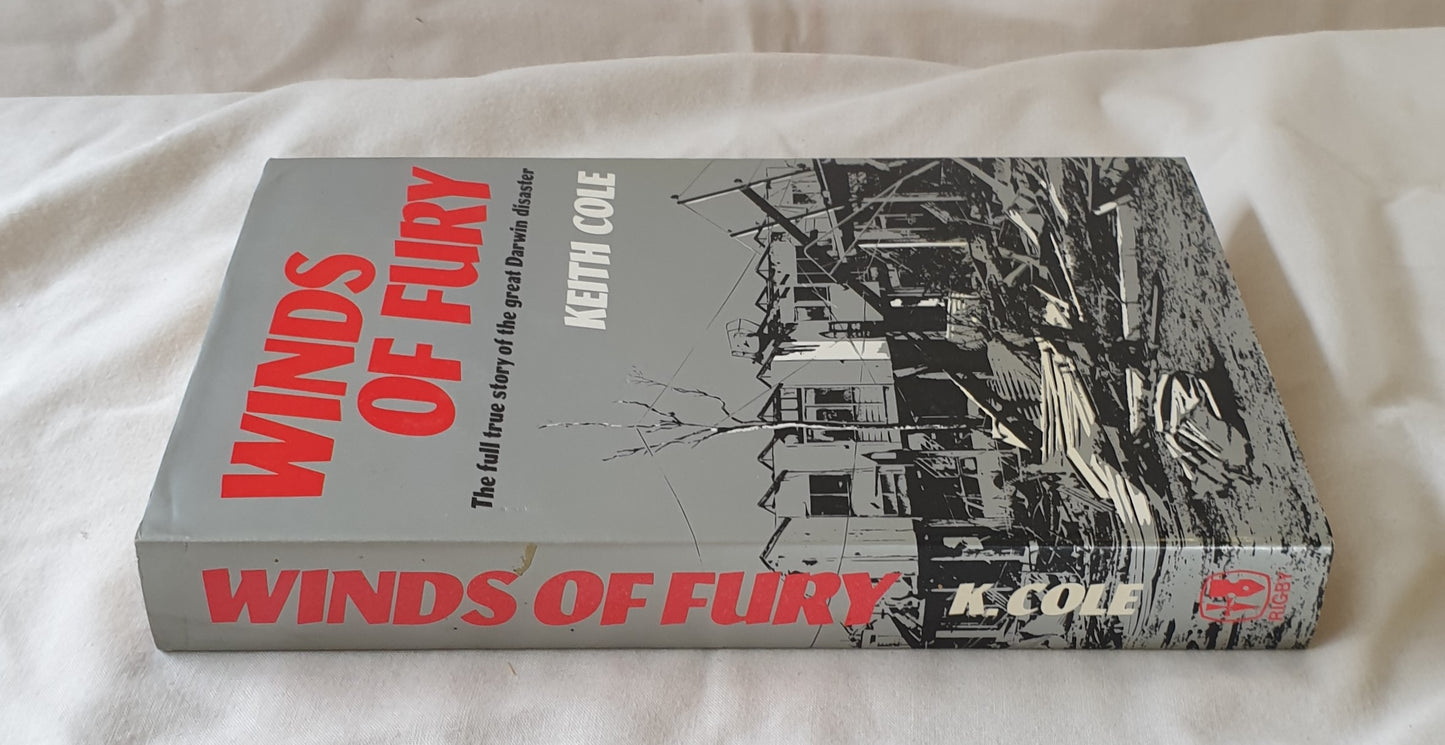 WINDS
OF FURY
The full true story of the great Darwin disaster
KEITH COLE
WINDS OF FURY
K. COLE
RIGBY